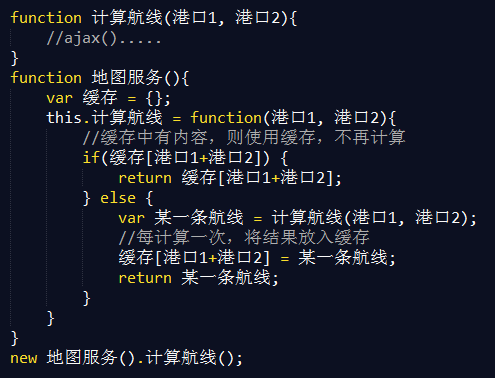 function 计算航线(港口1, 港口2){
    //ajax().....
}
function 地图服务(){
    var 缓存 = {};
    this.计算航线 = function(港口1, 港口2){
        //缓存中有内容，则使用缓存，不再计算
        if(缓存[港口1+港口2]) {
            return 缓存[港口1+港口2];
        } else {
            var 某一条航线 = 计算航线(港口1, 港口2);
            //每计算一次，将结果放入缓存
            缓存[港口1+港口2] = 某一条航线;
            return 某一条航线;
        }
    }
}
new 地图服务().计算航线();